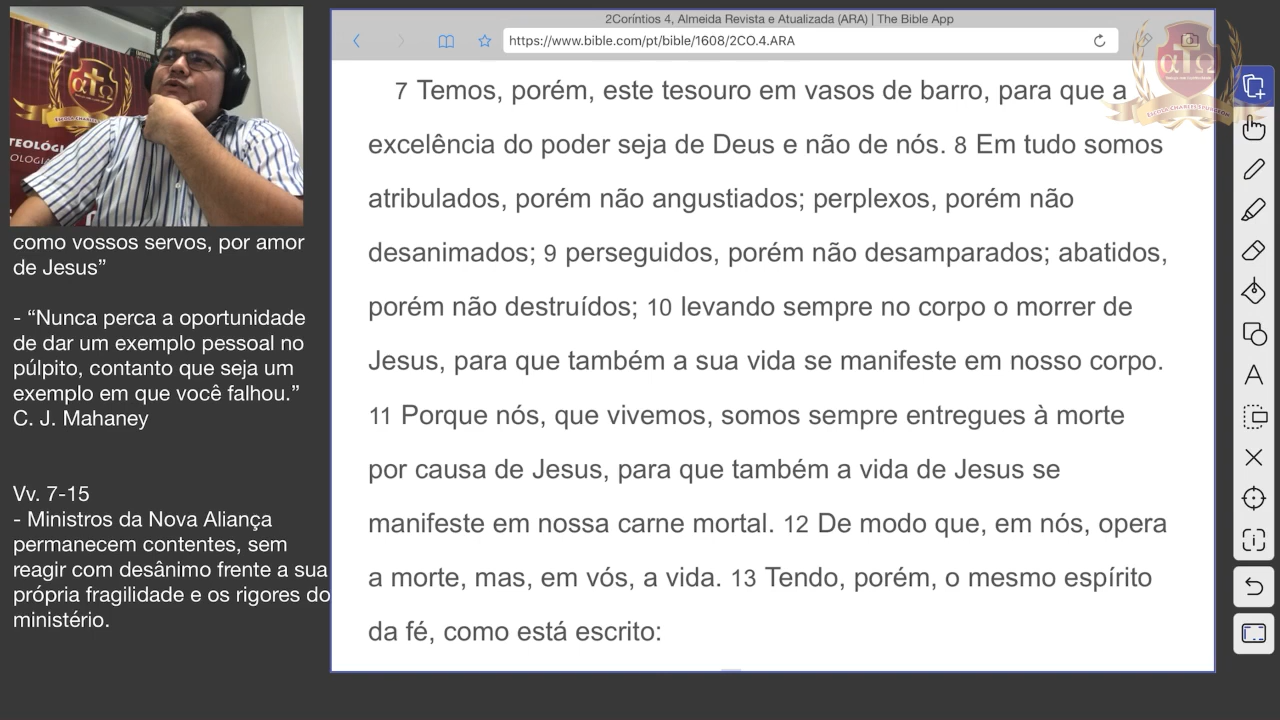 2Coríntios 4, Almeida Revista e Atualizada (ARA) | The Bible App
https://www.bible.com/pt/bible/1608/2CO.4.ARA
7 Temos, porém, este tesouro em vasos de barro, para que a
excelência do poder seja de Deus e não de nós. 8 Em tudo somos
atribulados, porém não angustiados; perplexos, porém não
desanimados; 9 perseguidos, porém não desamparados; abatidos,
porém não destruídos; 10 levando sempre no corpo o morrer de
Jesus, para que também a sua vida se manifeste em nosso corpo.
11 Porque nós, que vivemos, somos sempre entregues à morte
por causa de Jesus, para que também a vida de Jesus se
manifeste em nossa carne mortal. 12 De modo que, em nós, opera
a morte, mas, em vós, a vida. 13 Tendo, porém, o mesmo espírito
da fé, como está escrito:
como vossos servos, por amor
de Jesus”
- “Nunca perca a oportunidade
de dar um exemplo pessoal no
púlpito, contanto que seja um
exemplo em que você falhou.”
C. J. Mahaney
Vv. 7-15
- Ministros da Nova Aliança
permanecem contentes, sem
reagir com desânimo frente a sua
própria fragilidade e os rigores do
ministério.
α Ω
ESCOLA CHARLES SPURGEON